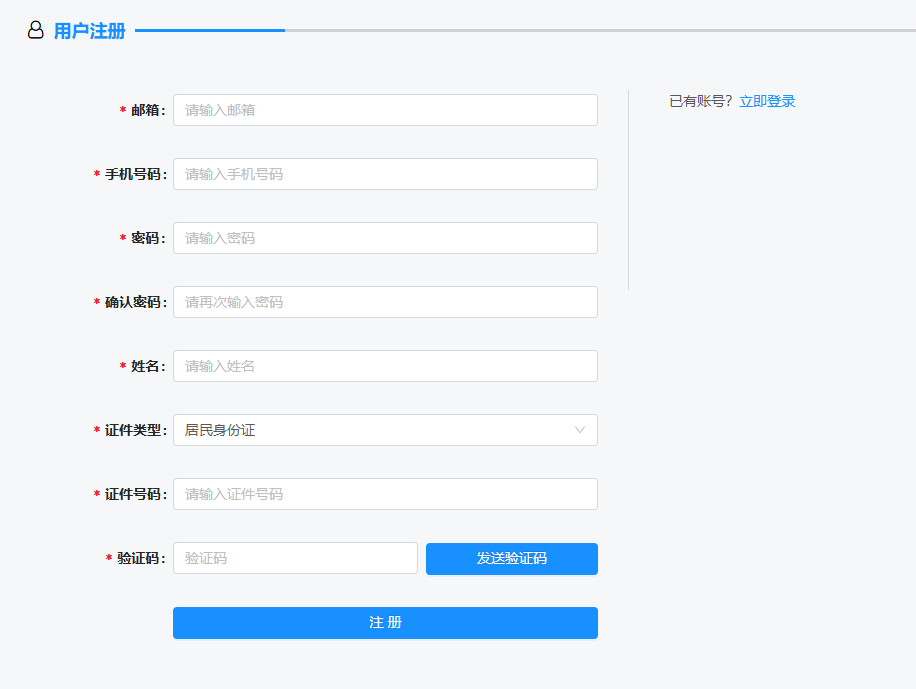 用户注册
* 邮箱: 请输入邮箱
已有账号? 立即登录
* 手机号码: 请输入手机号码
* 密码: 请输入密码
* 确认密码: 请再次输入密码
* 姓名: 请输入姓名
* 证件类型: 居民身份证
* 证件号码: 请输入证件号码
* 验证码: 验证码 发送验证码
注 册